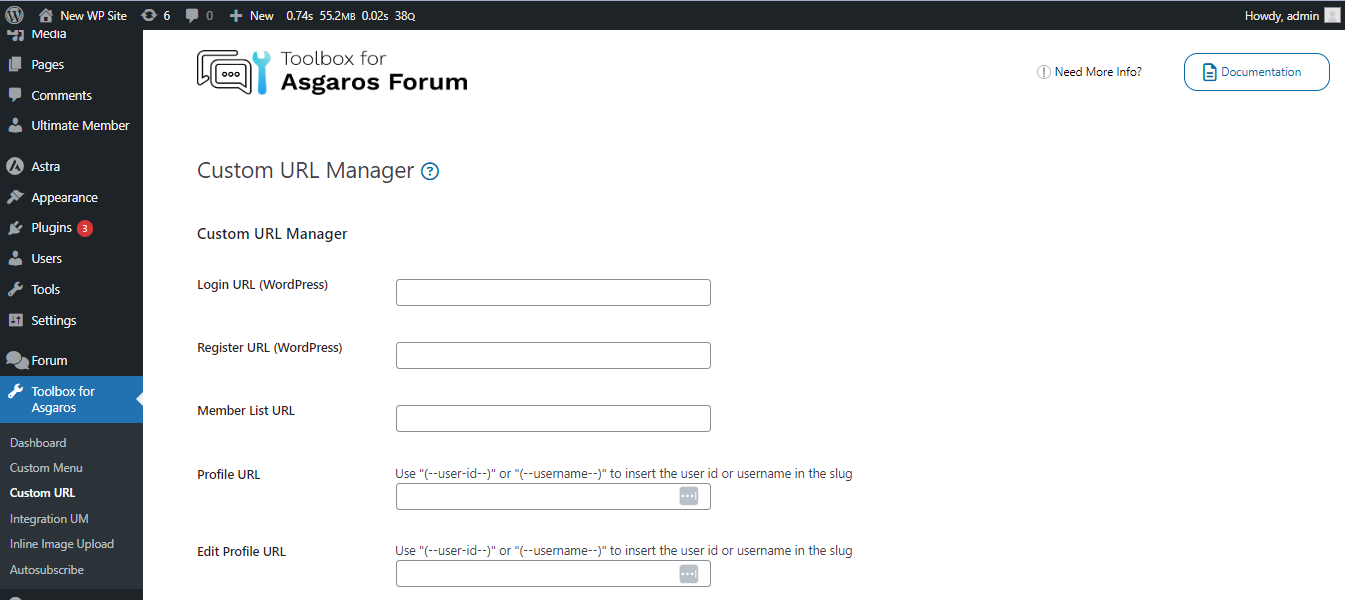 New WP Site 6 0 New 0.74s 55.2MB 0.02s 38Q Howdy, admin
Media
Pages
Comments
Ultimate Member
Astra
Appearance
Plugins 3
Users
Tools
Settings
Forum
Toolbox for
Asgaros
Dashboard
Custom Menu
Custom URL
Integration UM
Inline Image Upload
Autosubscribe
Toolbox for
Asgaros Forum
Need More Info?
Documentation
Custom URL Manager ?
Custom URL Manager
Login URL (WordPress)
Register URL (WordPress)
Member List URL
Profile URL
Use "(--user-id--)" or "(--username--)" to insert the user id or username in the slug
Edit Profile URL
Use "(--user-id--)" or "(--username--)" to insert the user id or username in the slug